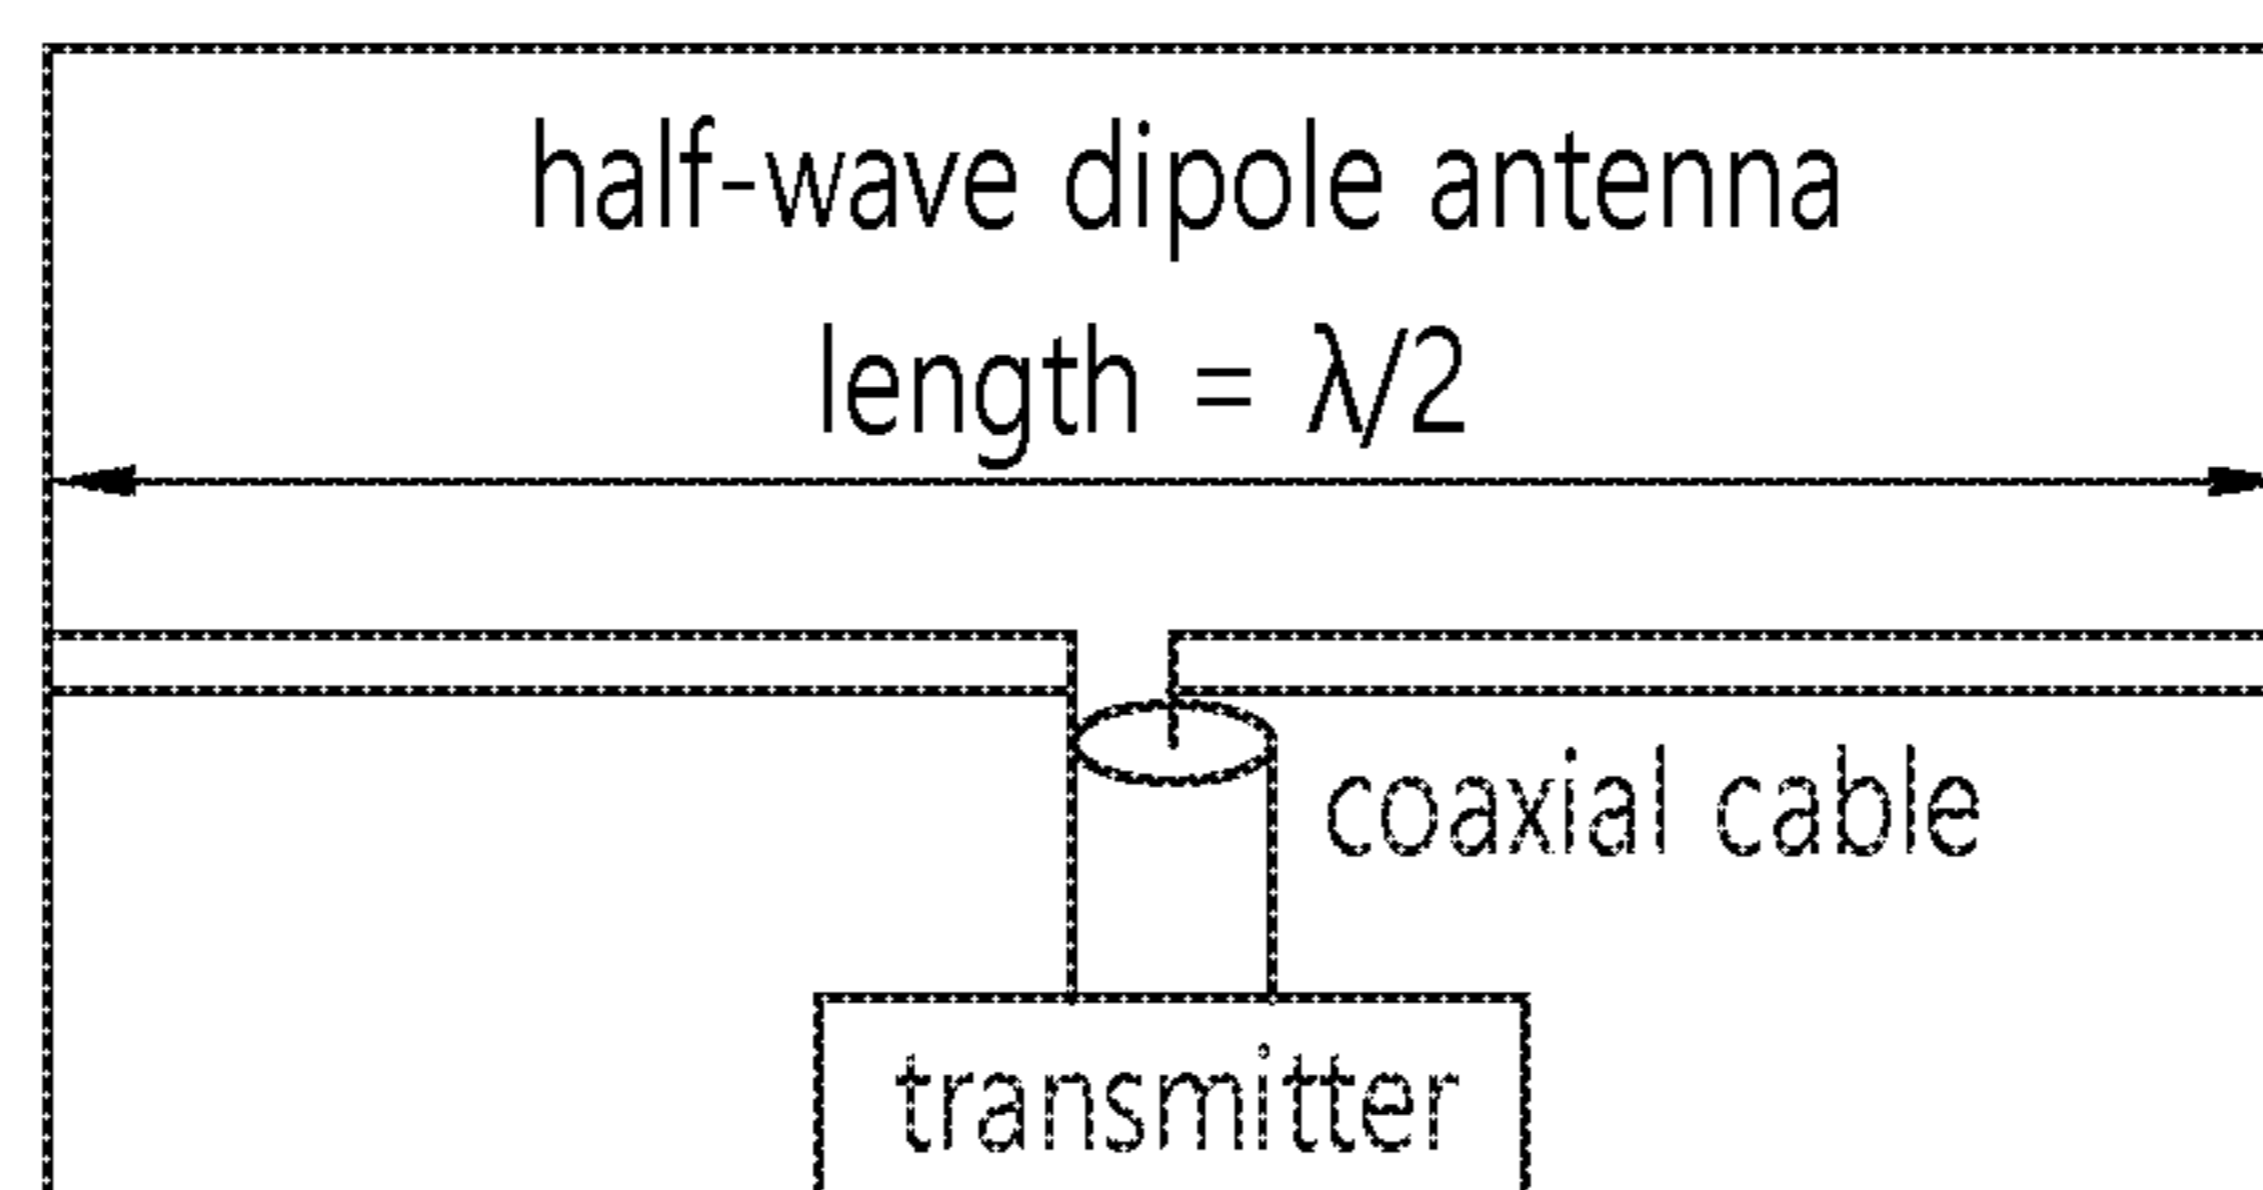 half-wave dipole antenna
length = λ/2
coaxial cable
transmitter